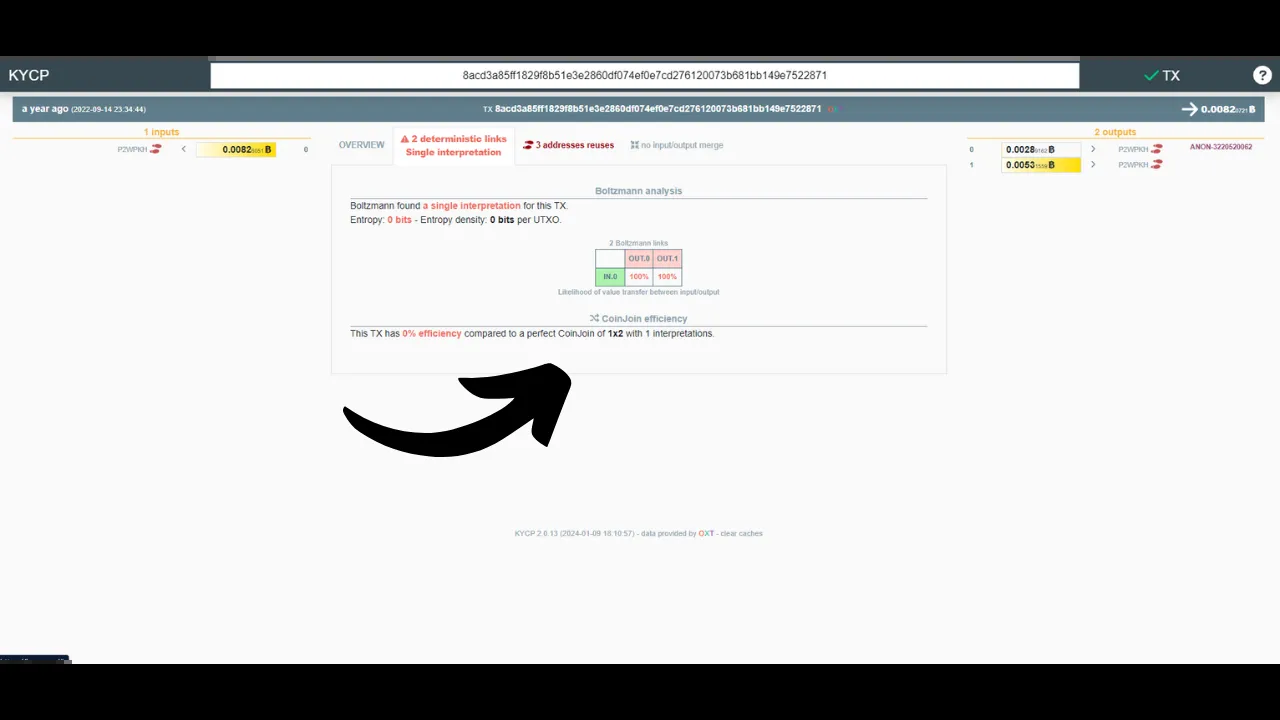 KYCP 8acd3a85ff1829f8b51e3e2860df074ef0e7cd276120073b681bb149e7522871 TX ?
a year ago (2022-09-14 23:34:44) TX 8acd3a85ff1829f8b51e3e2860df074ef0e7cd276120073b681bb149e7522871 0.0082
1 inputs
P2WPKH < 0.0082 0
OVERVIEW
2 deterministic links
Single interpretation
3 addresses reuses
no input/output merge
2 outputs
0 0.0028 > P2WPKH ANON-3220520062
1 0.0053 > P2WPKH
Boltzmann analysis
Boltzmann found a single interpretation for this TX.
Entropy: 0 bits - Entropy density: 0 bits per UTXO.
2 Boltzmann links
OUT.0 OUT.1
IN.0 100% 100%
Likelihood of value transfer between input/output
CoinJoin efficiency
This TX has 0% efficiency compared to a perfect CoinJoin of 1x2 with 1 interpretations.
KYCP 2.6.13 (2024-01-09 18:10:57) - data provided by OXT - clear caches